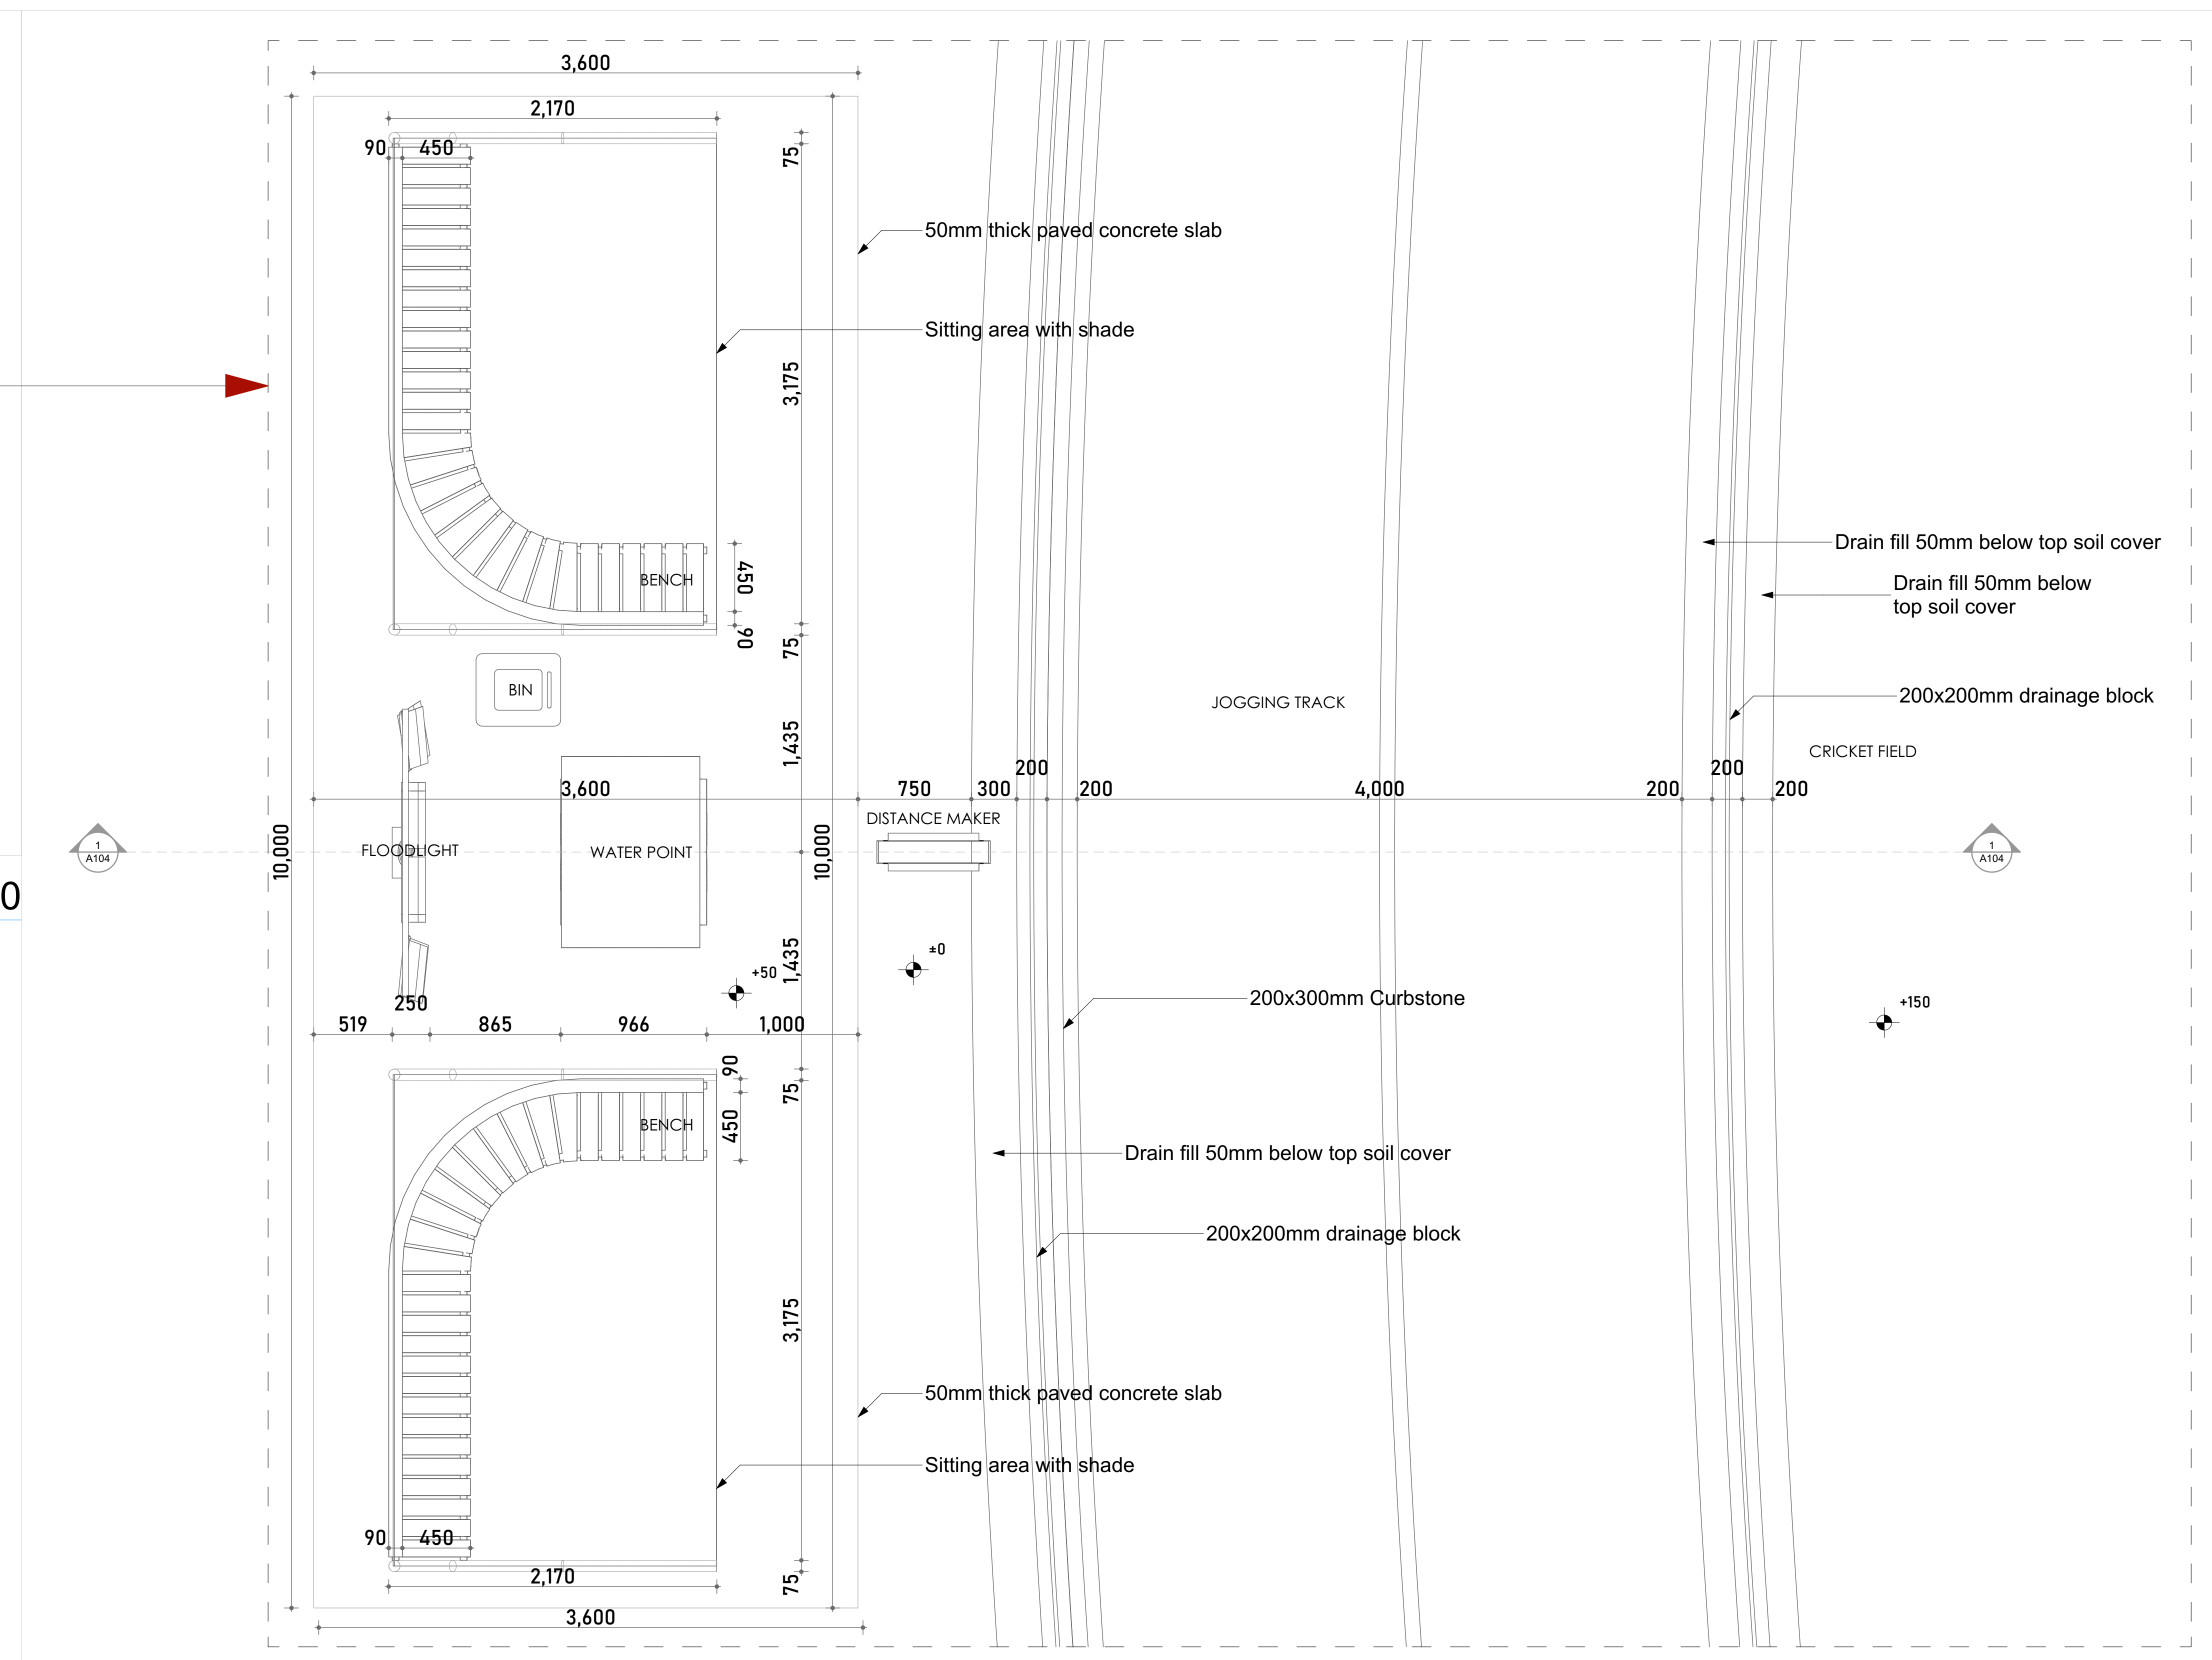 3,600
2,170
90
450
75
50mm thick paved concrete slab
Sitting area with shade
3,175
Drain fill 50mm below top soil cover
Drain fill 50mm below
top soil cover
BENCH
450
90
75
BIN
JOGGING TRACK
200x200mm drainage block
1,435
CRICKET FIELD
200
200
3,600
750
300
200
4,000
200
200
DISTANCE MAKER
10,000
FLOODLIGHT
WATER POINT
10,000
1
A104
1
A104
0
1,435
±0
+50
200x300mm Curbstone
+150
250
519
865
966
1,000
90
75
BENCH
450
Drain fill 50mm below top soil cover
200x200mm drainage block
3,175
50mm thick paved concrete slab
Sitting area with shade
90
450
2,170
75
3,600